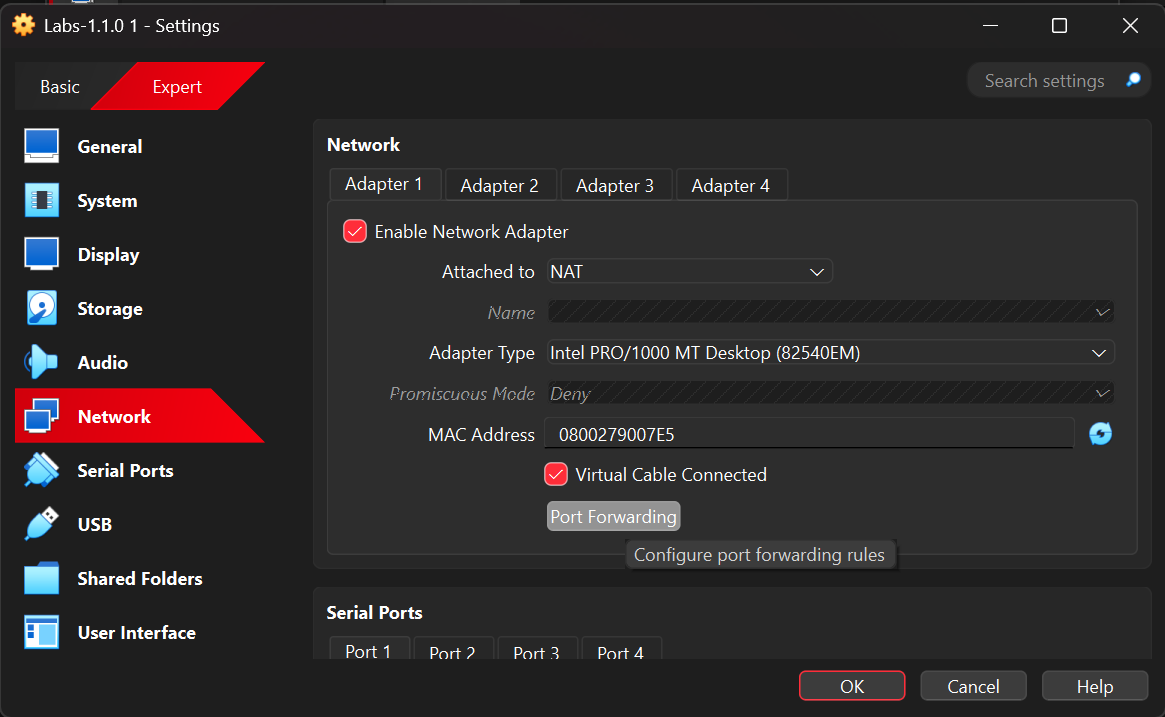 Labs-1.1.0 1 - Settings
Basic
Expert
Search settings
General
System
Display
Storage
Audio
Network
Serial Ports
USB
Shared Folders
User Interface
Network
Adapter 1
Adapter 2
Adapter 3
Adapter 4
Enable Network Adapter
Attached to NAT
Name
Adapter Type Intel PRO/1000 MT Desktop (82540EM)
Promiscuous Mode Deny
MAC Address 0800279007E5
Virtual Cable Connected
Port Forwarding
Configure port forwarding rules
Serial Ports
Port 1
Port 2
Port 3
Port 4
OK
Cancel
Help